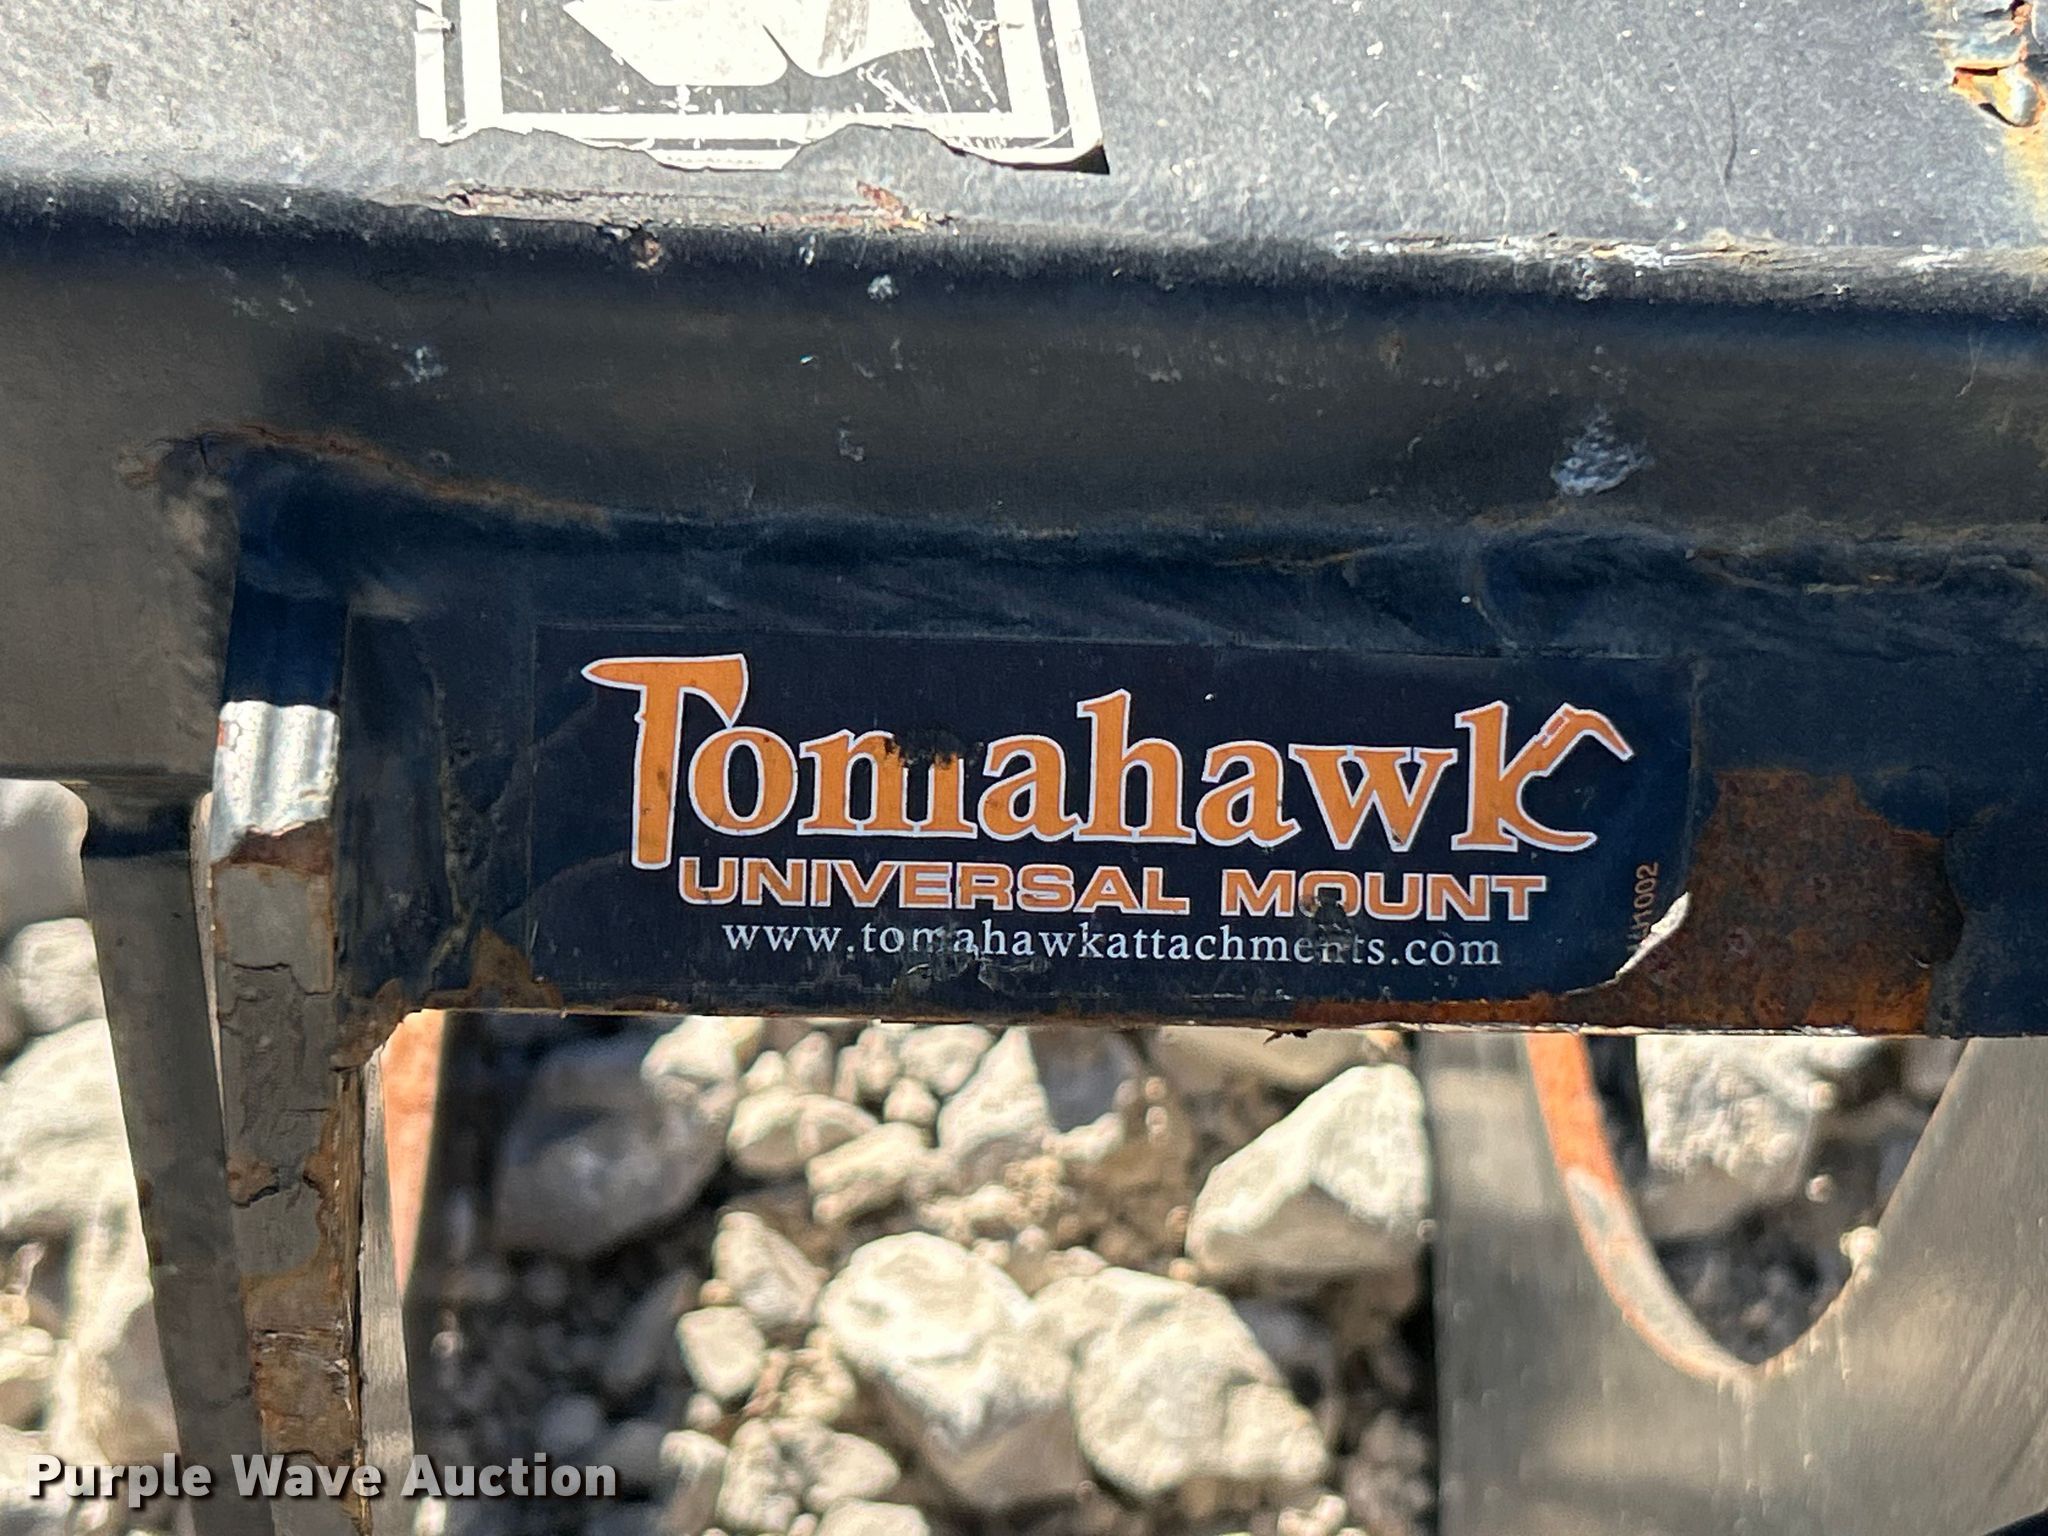 Tomahawk
UNIVERSAL MOUNT
www.tomahawkattachments.com
Purple Wave Auction